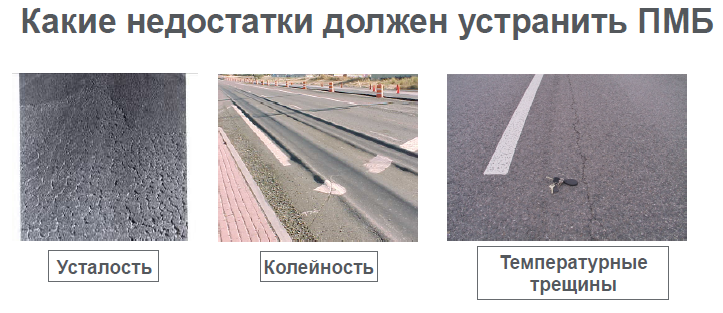 Какие недостатки должен устранить ПМБ
Усталость
Колейность
Температурные
трещины